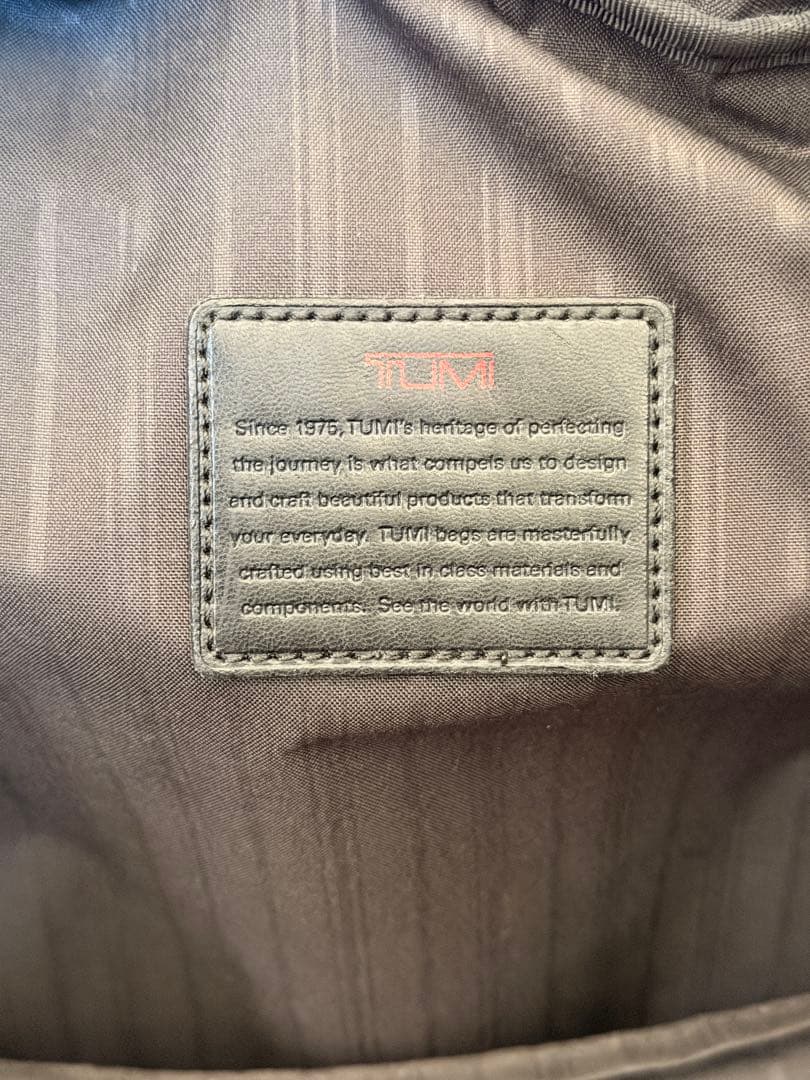 TUMI
Since 1975, TUMI's heritage of perfecting
the journey is what compels us to design
and craft beautiful products that transform
your everyday. TUMI bags are masterfully
crafted using best in class materials and
components. See the world with TUMI.